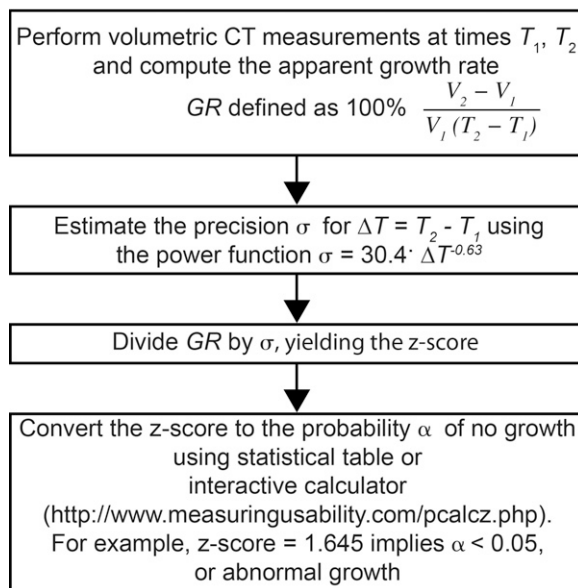 Perform volumetric CT measurements at times T₁, T₂
and compute the apparent growth rate
GR defined as 100% (V₂ – V₁) / (V₁ (T₂ – T₁))
Estimate the precision σ for ΔT = T₂ - T₁ using
the power function σ = 30.4· ΔT⁻⁰·⁶³
Divide GR by σ, yielding the z-score
Convert the z-score to the probability α of no growth
using statistical table or
interactive calculator
(http://www.measuringusability.com/pcalcz.php).
For example, z-score = 1.645 implies α < 0.05,
or abnormal growth